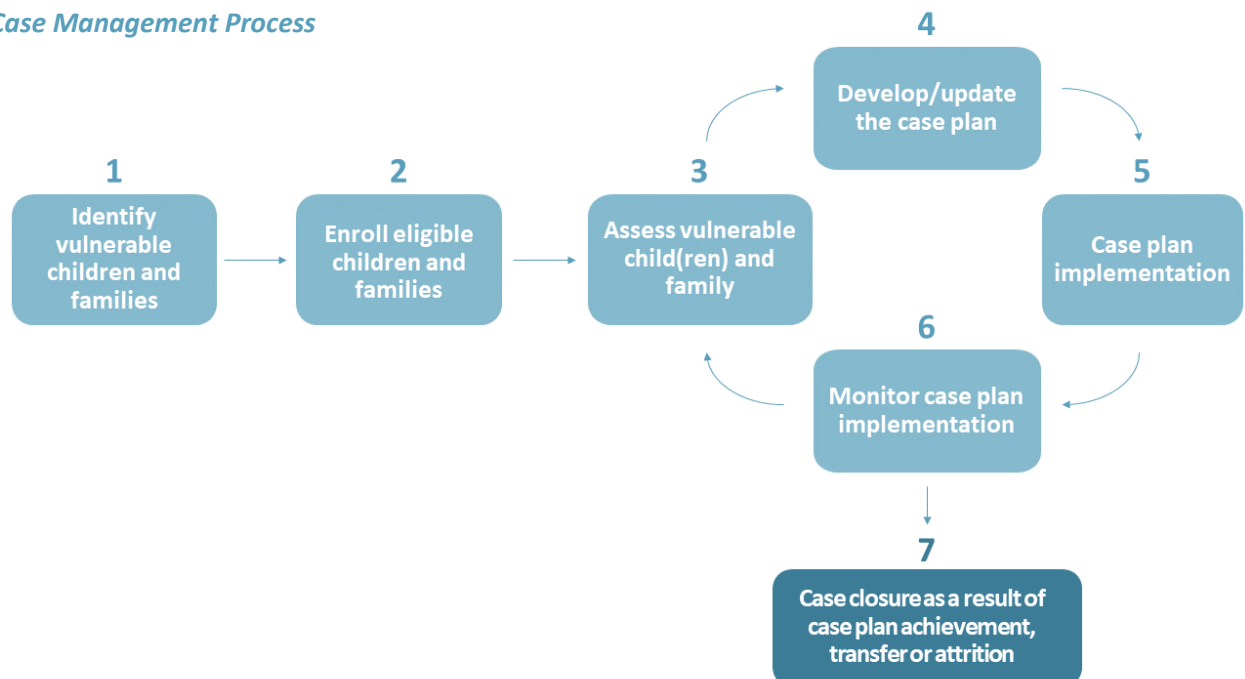 Case Management Process
1
Identify
vulnerable
children and
families
2
Enroll eligible
children and
families
3
Assess vulnerable
child(ren) and
family
4
Develop/update
the case plan
5
Case plan
implementation
6
Monitor case plan
implementation
7
Case closure as a result of
case plan achievement,
transfer or attrition